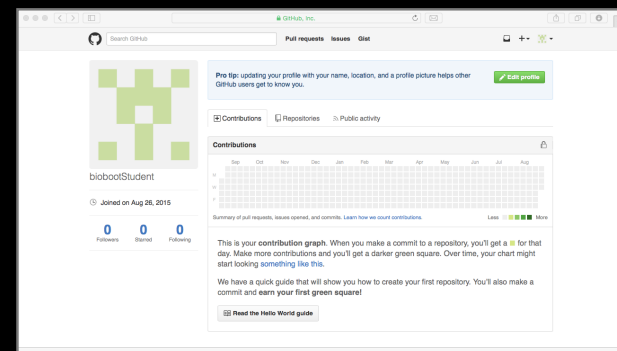 GitHub, Inc.
Search GitHub
Pull requests Issues Gist
Pro tip: updating your profile with your name, location, and a profile picture helps other
GitHub users get to know you.
Edit profile
Contributions Repositories Public activity
Contributions
Sep Oct Nov Dec Jan Feb Mar Apr May Jun Jul Aug
M
W
F
Summary of pull requests, issues opened, and commits. Learn how we count contributions.
Less More
biobootStudent
Joined on Aug 26, 2015
0 0 0
Followers Starred Following
This is your contribution graph. When you make a commit to a repository, you'll get a for that
day. Make more contributions and you'll get a darker green square. Over time, your chart might
start looking something like this.
We have a quick guide that will show you how to create your first repository. You'll also make a
commit and earn your first green square!
Read the Hello World guide